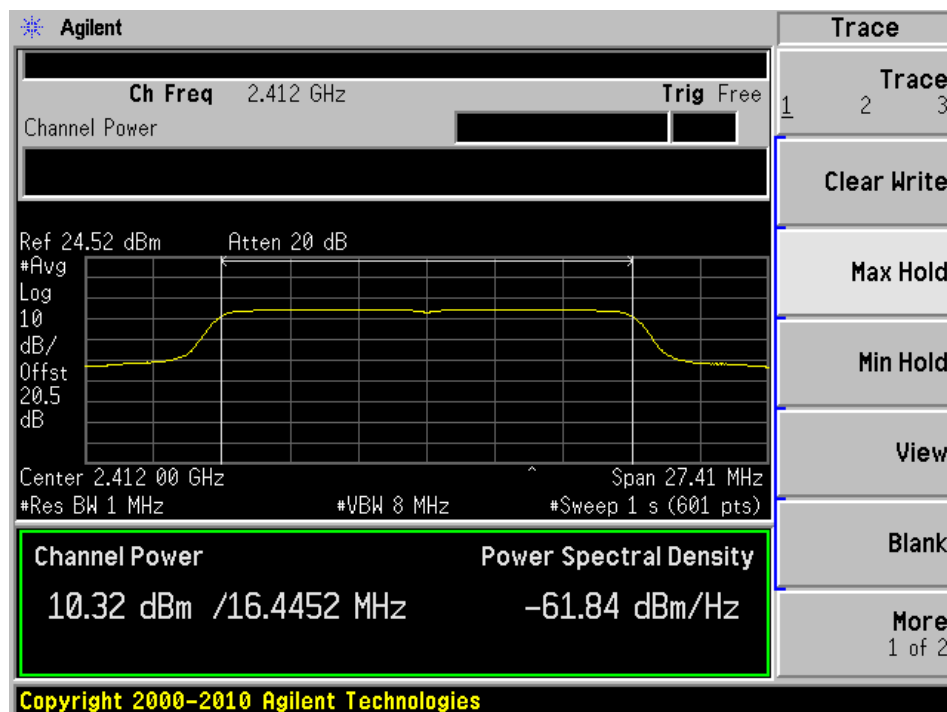 Agilent
Trace
Ch Freq 2.412 GHz Trig Free
Channel Power
Trace
1 2 3
Clear Write
Ref 24.52 dBm Atten 20 dB
#Avg
Log
10
dB/
Offst
20.5
dB
Max Hold
Min Hold
Center 2.412 00 GHz ^ Span 27.41 MHz
#Res BW 1 MHz #VBW 8 MHz #Sweep 1 s (601 pts)
View
Channel Power Power Spectral Density
10.32 dBm /16.4452 MHz -61.84 dBm/Hz
Blank
More
1 of 2
Copyright 2000-2010 Agilent Technologies